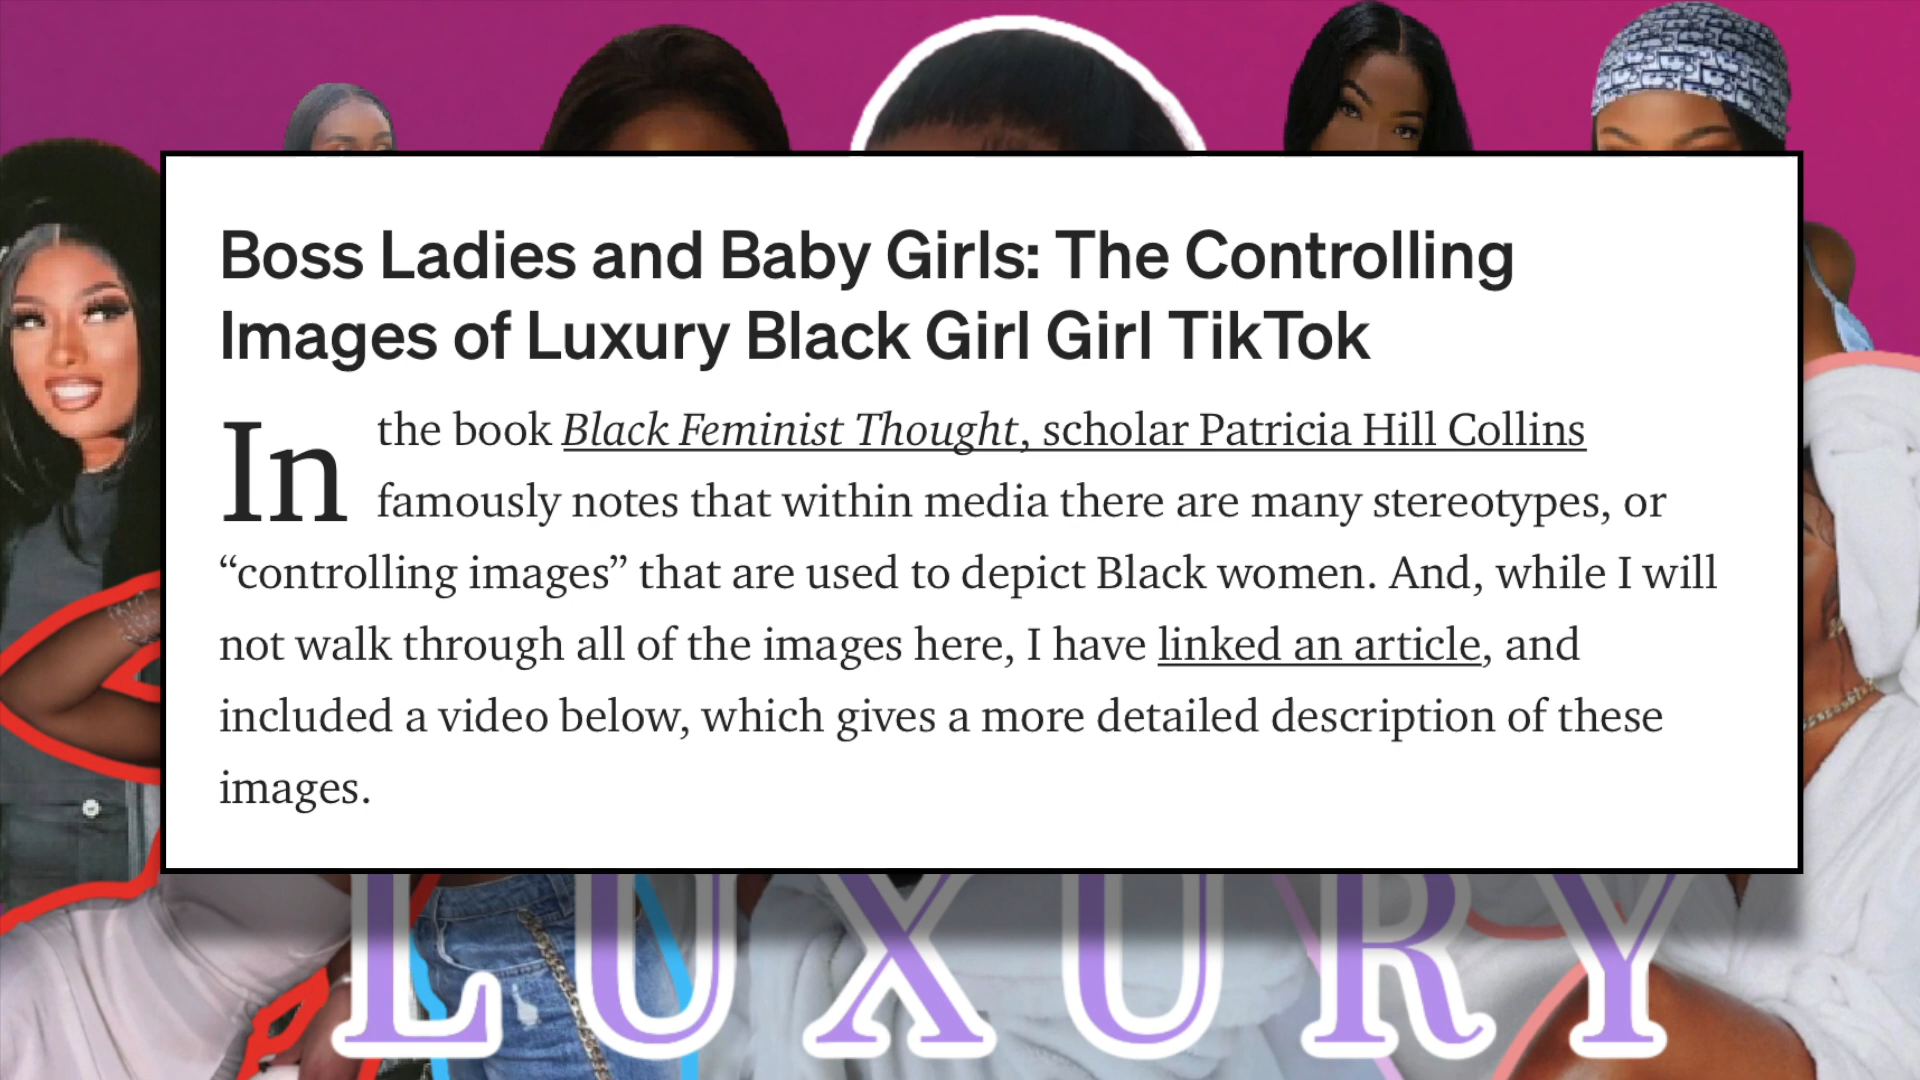 Boss Ladies and Baby Girls: The Controlling
Images of Luxury Black Girl Girl TikTok
In the book Black Feminist Thought, scholar Patricia Hill Collins
famously notes that within media there are many stereotypes, or
“controlling images” that are used to depict Black women. And, while I will
not walk through all of the images here, I have linked an article, and
included a video below, which gives a more detailed description of these
images.
LUXURY